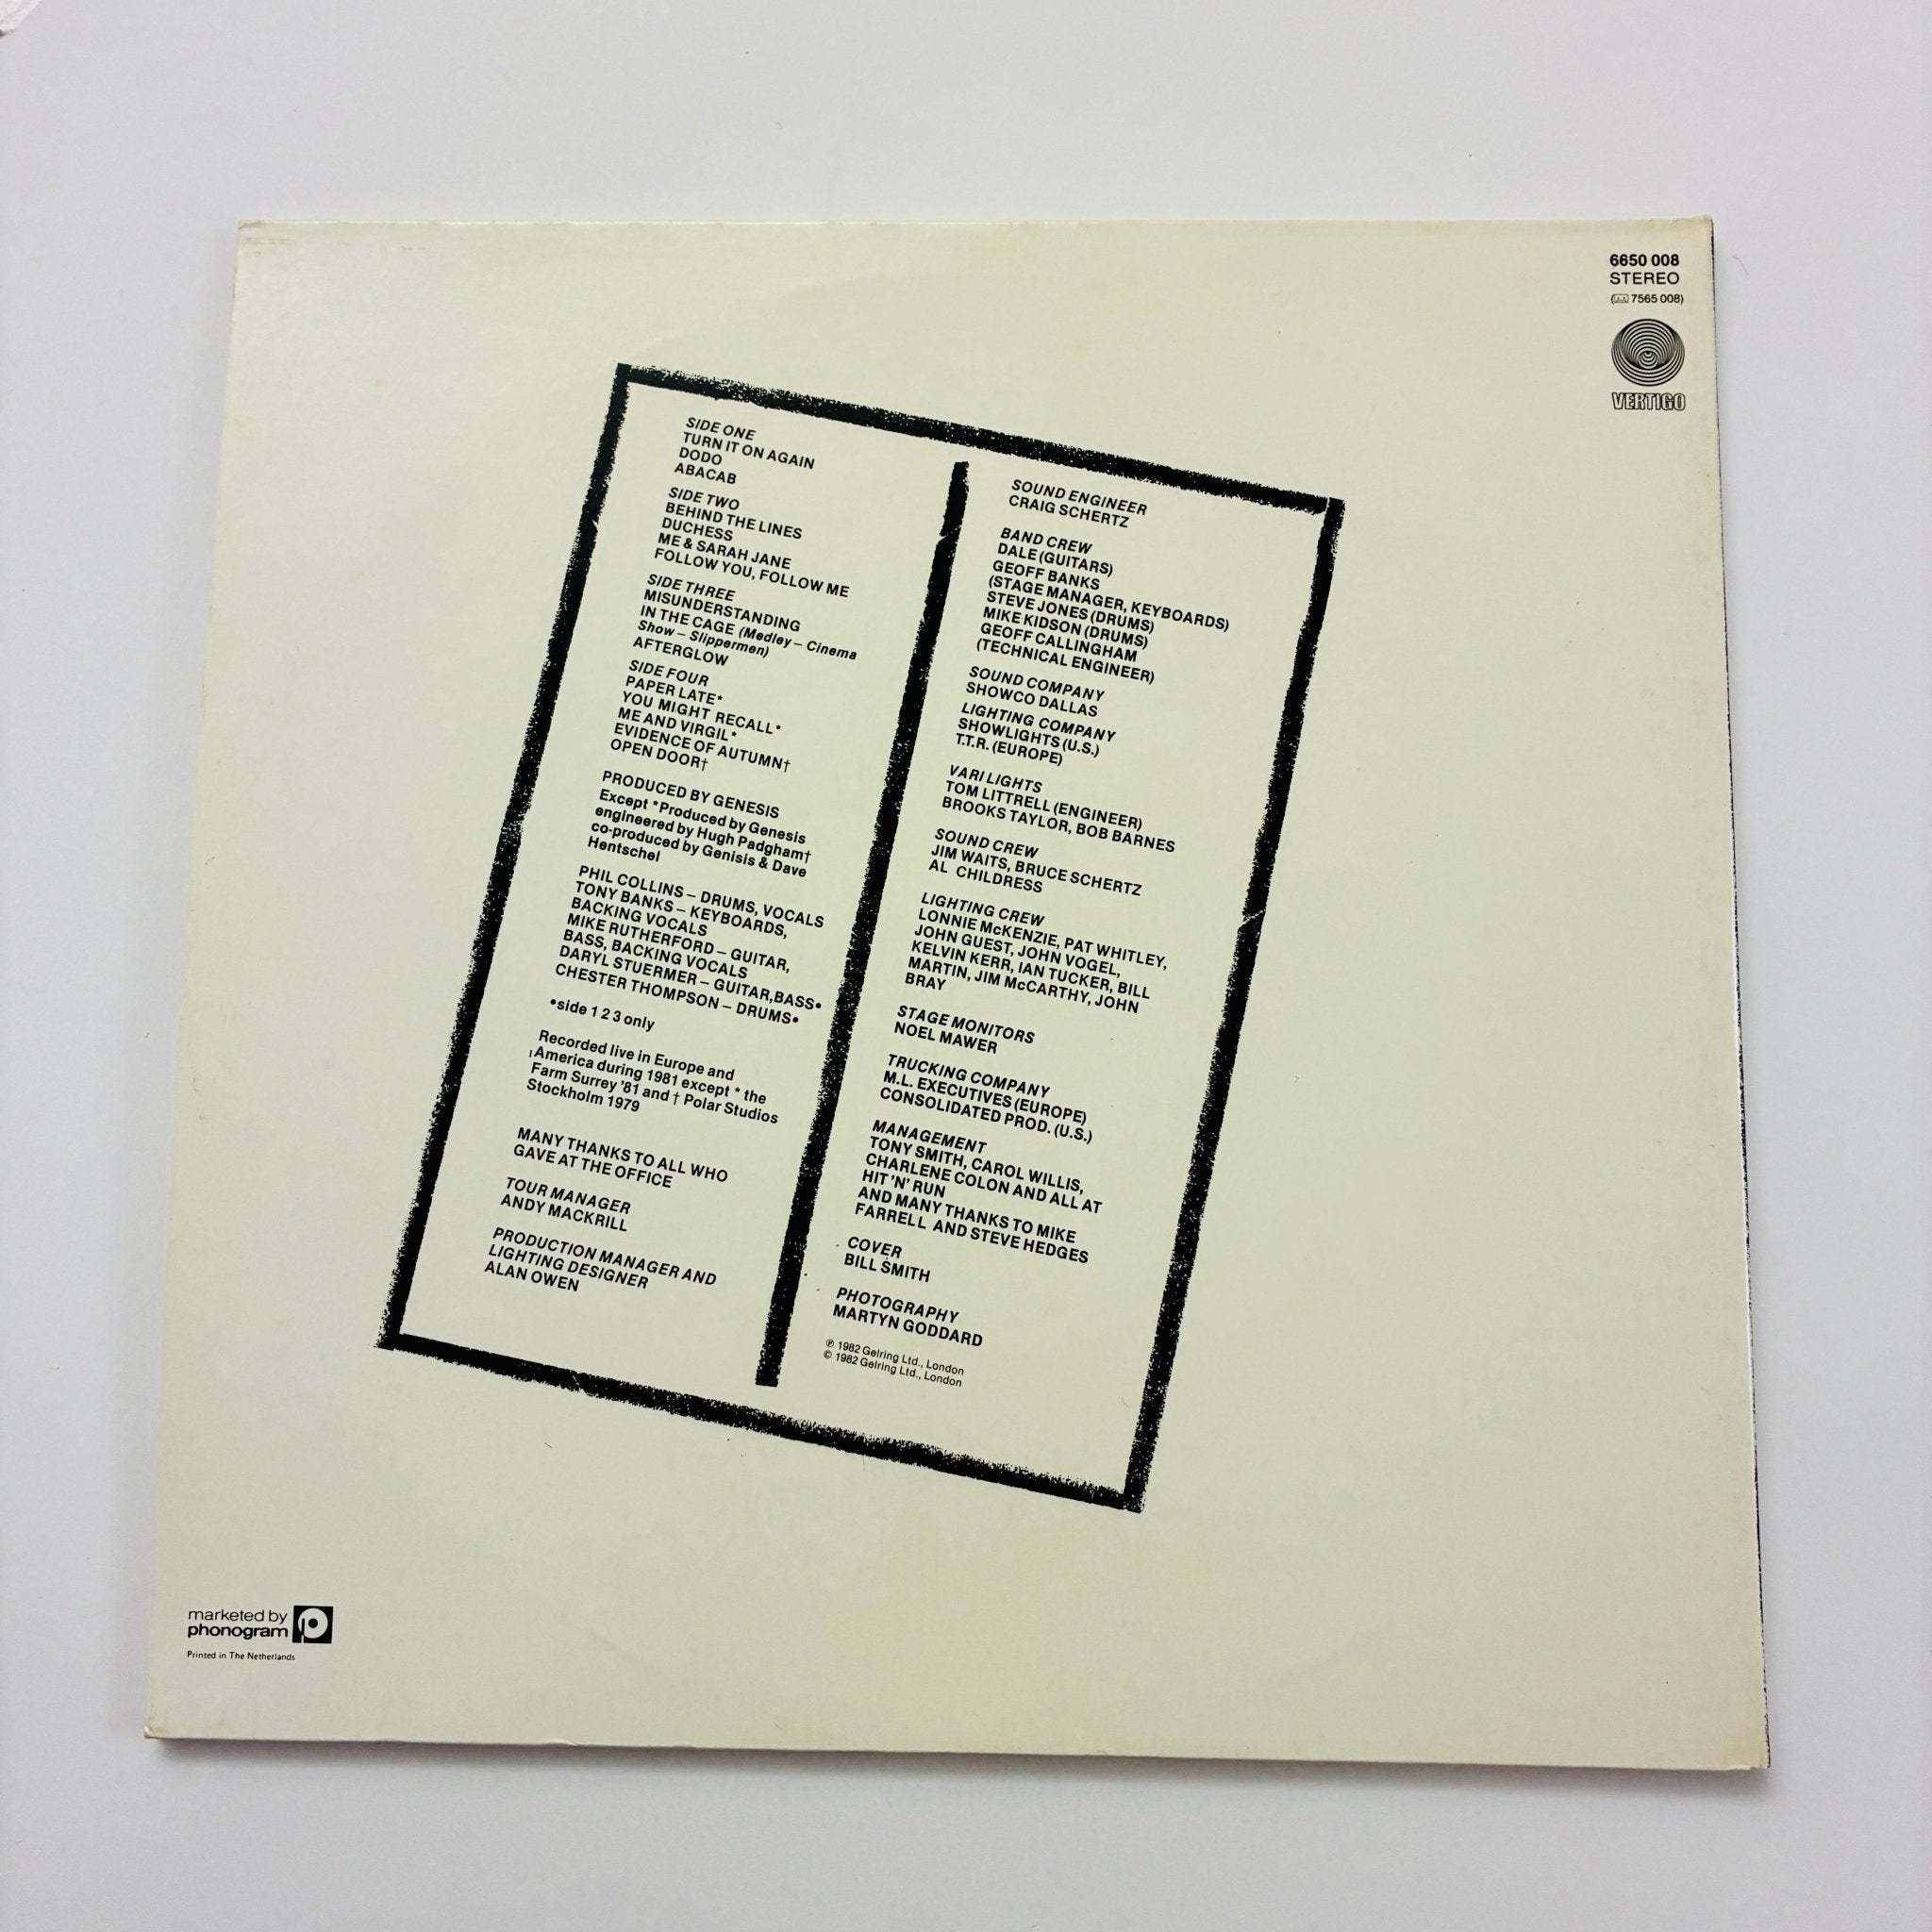 6650 008
STEREO
(7565 008)
VERTIGO
SIDE ONE
TURN IT ON AGAIN
DODO
ABACAB
SIDE TWO
BEHIND THE LINES
DUCHESS
ME & SARAH JANE
FOLLOW YOU, FOLLOW ME
SIDE THREE
MISUNDERSTANDING
IN THE CAGE (Medley – Cinema
Show – Slippermen)
AFTERGLOW
SIDE FOUR
PAPER LATE*
YOU MIGHT RECALL*
ME AND VIRGIL*
EVIDENCE OF AUTUMN†
OPEN DOOR†
PRODUCED BY GENESIS
Except *Produced by Genesis
engineered by Hugh Padgham†
co-produced by Genisis & Dave
Hentschel
PHIL COLLINS – DRUMS, VOCALS
TONY BANKS – KEYBOARDS,
BACKING VOCALS
MIKE RUTHERFORD – GUITAR,
BASS, BACKING VOCALS
DARYL STUERMER – GUITAR,BASS•
CHESTER THOMPSON – DRUMS•
•side 1 2 3 only
Recorded live in Europe and
America during 1981 except * the
Farm Surrey '81 and † Polar Studios
Stockholm 1979
MANY THANKS TO ALL WHO
GAVE AT THE OFFICE
TOUR MANAGER
ANDY MACKRILL
PRODUCTION MANAGER AND
LIGHTING DESIGNER
ALAN OWEN
SOUND ENGINEER
CRAIG SCHERTZ
BAND CREW
DALE (GUITARS)
GEOFF BANKS
(STAGE MANAGER, KEYBOARDS)
STEVE JONES (DRUMS)
MIKE KIDSON (DRUMS)
GEOFF CALLINGHAM
(TECHNICAL ENGINEER)
SOUND COMPANY
SHOWCO DALLAS
LIGHTING COMPANY
SHOWLIGHTS (U.S.)
T.T.R. (EUROPE)
VARI LIGHTS
TOM LITTRELL (ENGINEER)
BROOKS TAYLOR, BOB BARNES
SOUND CREW
JIM WAITS, BRUCE SCHERTZ
AL CHILDRESS
LIGHTING CREW
LONNIE McKENZIE, PAT WHITLEY,
JOHN GUEST, JOHN VOGEL,
KELVIN KERR, IAN TUCKER, BILL
MARTIN, JIM McCARTHY, JOHN
BRAY
STAGE MONITORS
NOEL MAWER
TRUCKING COMPANY
M.L. EXECUTIVES (EUROPE)
CONSOLIDATED PROD. (U.S.)
MANAGEMENT
TONY SMITH, CAROL WILLIS,
CHARLENE COLON AND ALL AT
HIT 'N' RUN
AND MANY THANKS TO MIKE
FARRELL AND STEVE HEDGES
COVER
BILL SMITH
PHOTOGRAPHY
MARTYN GODDARD
℗ 1982 Gelring Ltd., London
© 1982 Gelring Ltd., London
marketed by
phonogram
Printed in The Netherlands